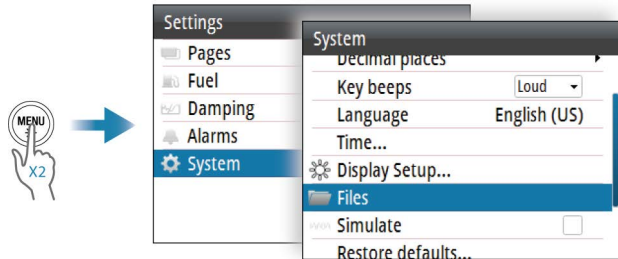 MENU
X2
Settings
Pages
Fuel
Damping
Alarms
System
System
Decimal places
Key beeps Loud
Language English (US)
Time...
Display Setup...
Files
Simulate
Restore defaults...